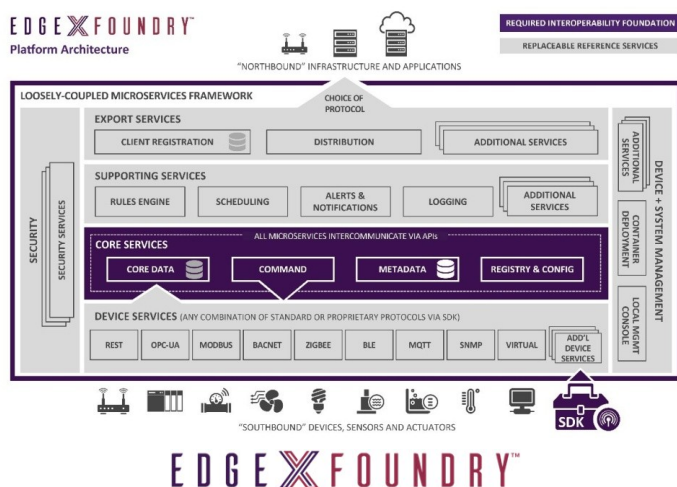 EDGE X FOUNDRY™
Platform Architecture
REQUIRED INTEROPERABILITY FOUNDATION
REPLACEABLE REFERENCE SERVICES
"NORTHBOUND" INFRASTRUCTURE AND APPLICATIONS
LOOSELY-COUPLED MICROSERVICES FRAMEWORK
CHOICE OF
PROTOCOL
SECURITY
SECURITY SERVICES
EXPORT SERVICES
CLIENT REGISTRATION
DISTRIBUTION
ADDITIONAL SERVICES
SUPPORTING SERVICES
RULES ENGINE
SCHEDULING
ALERTS &
NOTIFICATIONS
LOGGING
ADDITIONAL
SERVICES
ALL MICROSERVICES INTERCOMMUNICATE VIA APIs
CORE SERVICES
CORE DATA
COMMAND
METADATA
REGISTRY & CONFIG
DEVICE SERVICES (ANY COMBINATION OF STANDARD OR PROPRIETARY PROTOCOLS VIA SDK)
REST
OPC-UA
MODBUS
BACNET
ZIGBEE
BLE
MQTT
SNMP
VIRTUAL
ADD'L
DEVICE
SERVICES
ADDITIONAL
SERVICES
CONTAINER
DEPLOYMENT
LOCAL MGMT
CONSOLE
DEVICE + SYSTEM MANAGEMENT
"SOUTHBOUND" DEVICES, SENSORS AND ACTUATORS
SDK
EDGE X FOUNDRY™